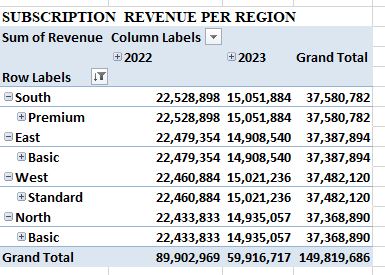 SUBSCRIPTION REVENUE PER REGION
Sum of Revenue Column Labels
2022 2023 Grand Total
Row Labels
South 22,528,898 15,051,884 37,580,782
Premium 22,528,898 15,051,884 37,580,782
East 22,479,354 14,908,540 37,387,894
Basic 22,479,354 14,908,540 37,387,894
West 22,460,884 15,021,236 37,482,120
Standard 22,460,884 15,021,236 37,482,120
North 22,433,833 14,935,057 37,368,890
Basic 22,433,833 14,935,057 37,368,890
Grand Total 89,902,969 59,916,717 149,819,686